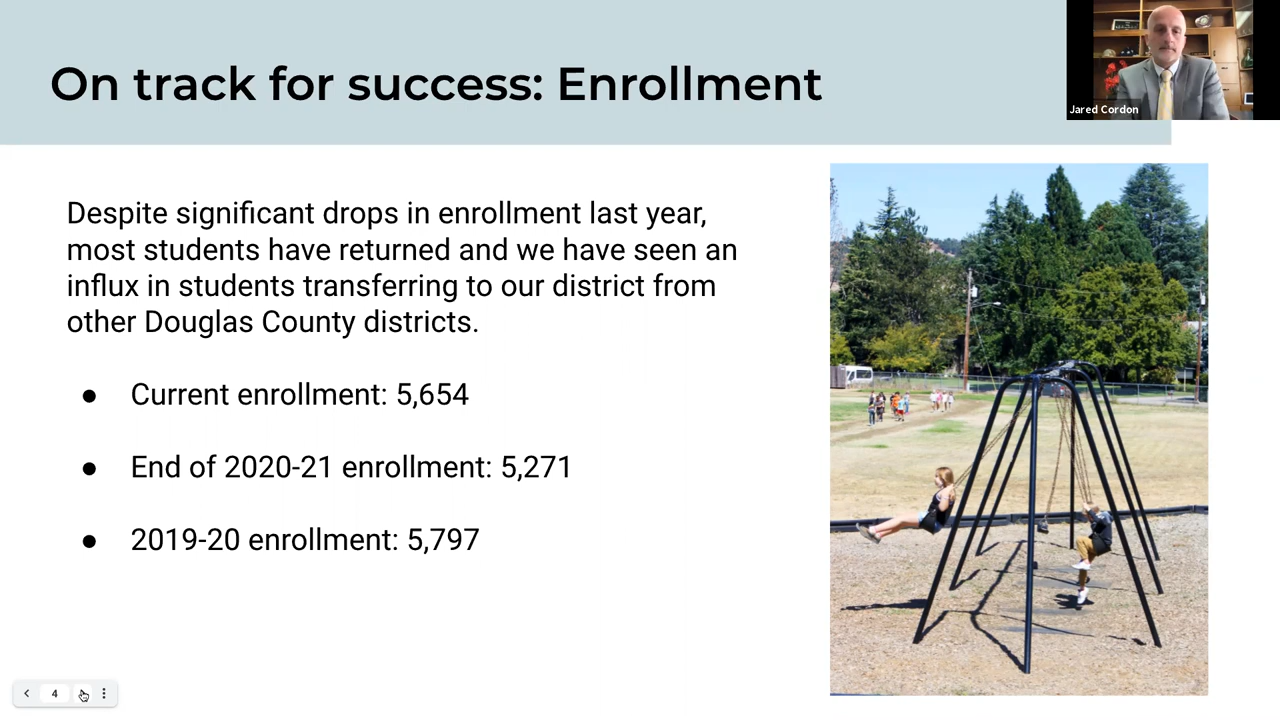 On track for success: Enrollment
Jared Cordon
Despite significant drops in enrollment last year,
most students have returned and we have seen an
influx in students transferring to our district from
other Douglas County districts.
● Current enrollment: 5,654
● End of 2020-21 enrollment: 5,271
● 2019-20 enrollment: 5,797
4